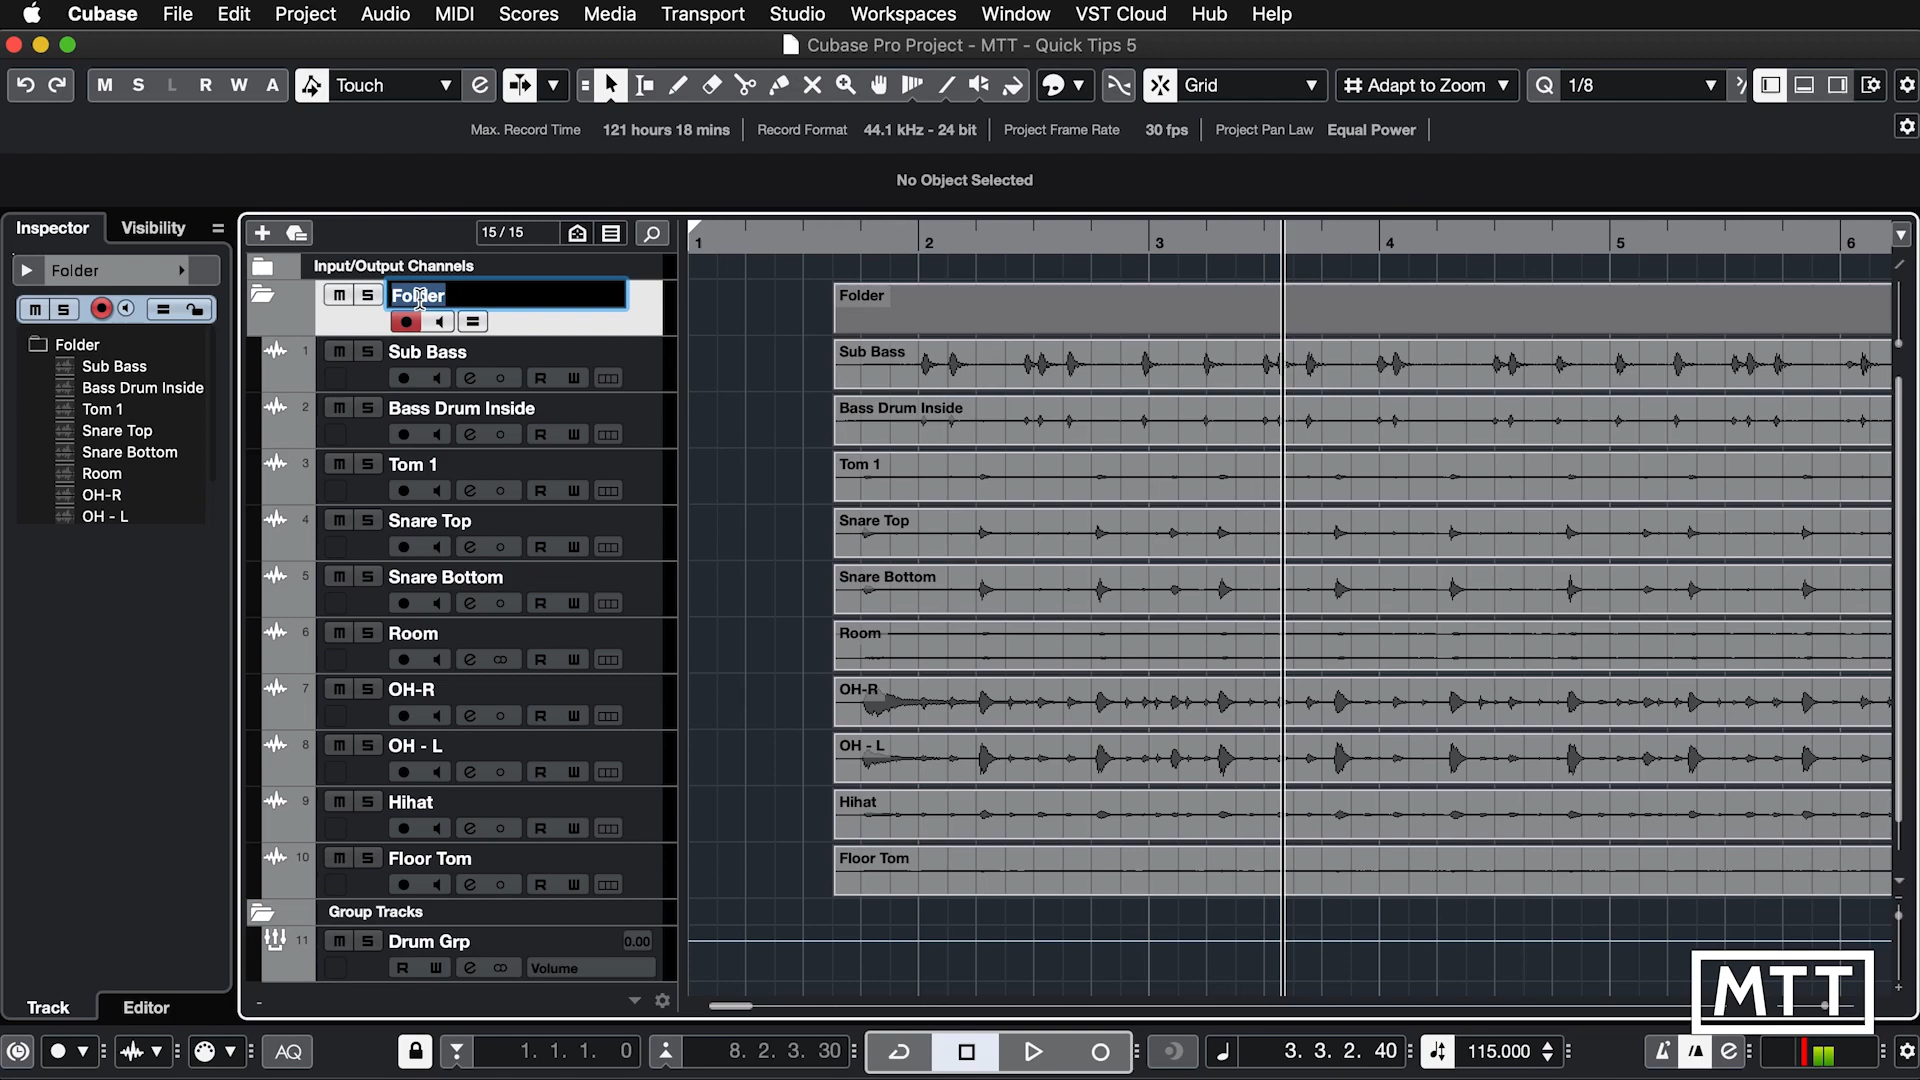 Cubase File Edit Project Audio MIDI Scores Media Transport Studio Workspaces Window VST Cloud Hub Help
Cubase Pro Project - MTT - Quick Tips 5
M S L R W A Touch e Grid Adapt to Zoom Q 1/8
Max. Record Time 121 hours 18 mins Record Format 44.1 kHz - 24 bit Project Frame Rate 30 fps Project Pan Law Equal Power
No Object Selected
Inspector Visibility
Folder
m S
Folder
Sub Bass
Bass Drum Inside
Tom 1
Snare Top
Snare Bottom
Room
OH-R
OH - L
Track Editor
15 / 15
Input/Output Channels
m S Folder
1 m S Sub Bass
e R W
2 m S Bass Drum Inside
e R W
3 m S Tom 1
e R W
4 m S Snare Top
e R W
5 m S Snare Bottom
e R W
6 m S Room
e R W
7 m S OH-R
e R W
8 m S OH - L
e R W
9 m S Hihat
e R W
10 m S Floor Tom
e R W
Group Tracks
11 m S Drum Grp 0.00
R W e Volume
-
1 2 3 4 5 6
Folder
Sub Bass
Bass Drum Inside
Tom 1
Snare Top
Snare Bottom
Room
OH-R
OH - L
Hihat
Floor Tom
MTT
AQ 1. 1. 1. 0 8. 2. 3. 30 3. 3. 2. 40 115.000 e